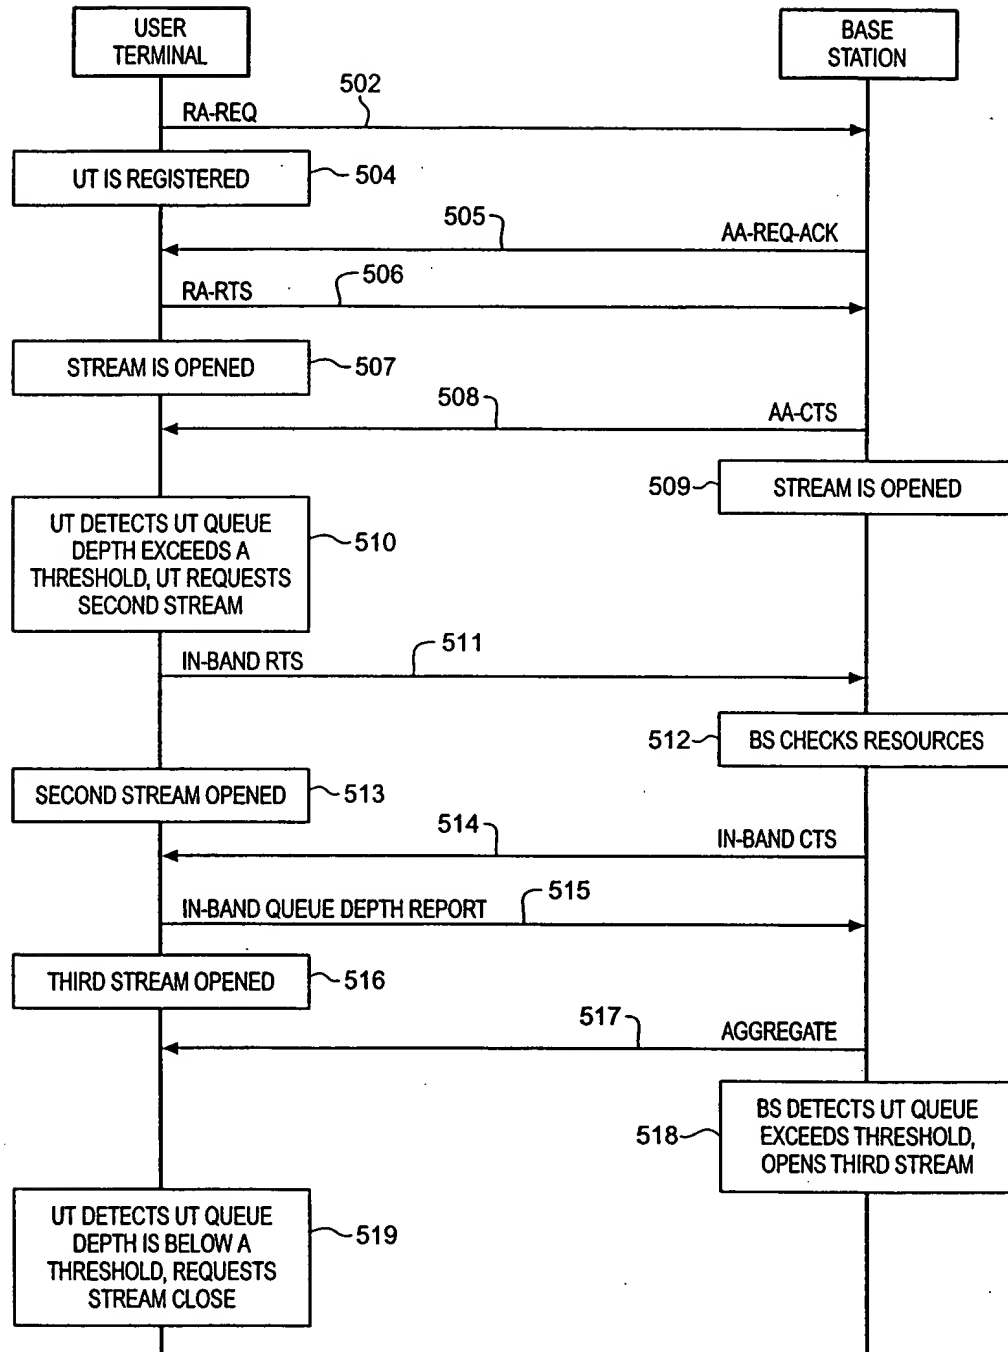 USER
TERMINAL
BASE
STATION
502
RA-REQ
UT IS REGISTERED
504
505
AA-REQ-ACK
506
RA-RTS
STREAM IS OPENED
507
508
AA-CTS
509
STREAM IS OPENED
UT DETECTS UT QUEUE
DEPTH EXCEEDS A
THRESHOLD, UT REQUESTS
SECOND STREAM
510
511
IN-BAND RTS
512
BS CHECKS RESOURCES
SECOND STREAM OPENED
513
514
IN-BAND CTS
515
IN-BAND QUEUE DEPTH REPORT
THIRD STREAM OPENED
516
517
AGGREGATE
518
BS DETECTS UT QUEUE
EXCEEDS THRESHOLD,
OPENS THIRD STREAM
UT DETECTS UT QUEUE
DEPTH IS BELOW A
THRESHOLD, REQUESTS
STREAM CLOSE
519